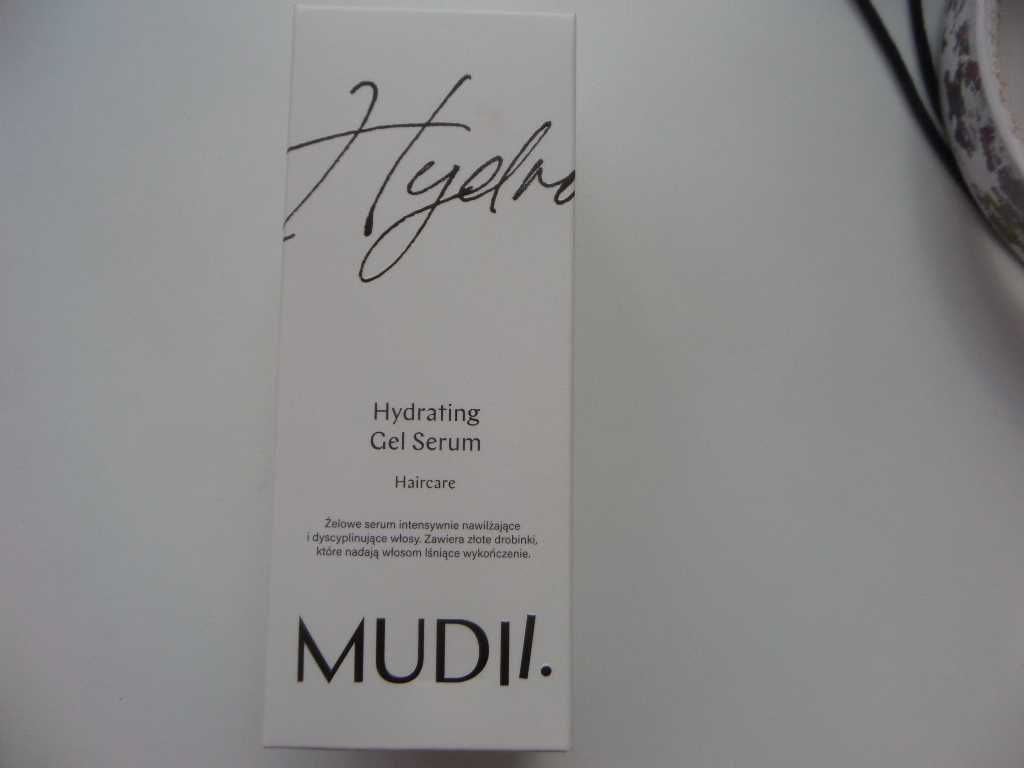 Hydro
Hydrating
Gel Serum
Haircare
Żelowe serum intensywnie nawilżające
i dyscyplinujące włosy. Zawiera złote drobinki,
które nadają włosom lśniące wykończenie.
MUDII.